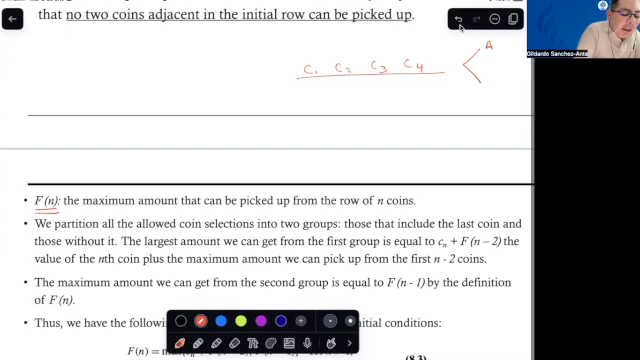 that no two coins adjacent in the initial row can be picked up.
Gildardo Sanchez-Ante
A
C1 C2 C3 C4
• F(n): the maximum amount that can be picked up from the row of n coins.
• We partition all the allowed coin selections into two groups: those that include the last coin and
those without it. The largest amount we can get from the first group is equal to cn + F(n – 2) the
value of the nth coin plus the maximum amount we can pick up from the first n - 2 coins.
• The maximum amount we can get from the second group is equal to F(n - 1) by the definition
of F(n).
• Thus, we have the following initial conditions:
F(n) =
(8.3)